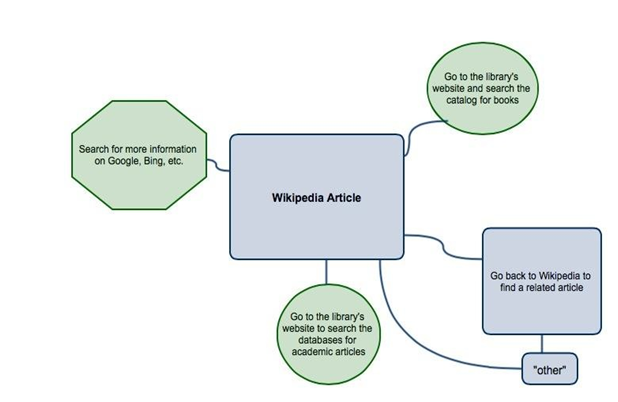 Go to the library's
website and search the
catalog for books
Search for more information
on Google, Bing, etc.
Wikipedia Article
Go back to Wikipedia to
find a related article
Go to the library's
website to search the
databases for
academic articles
"other"